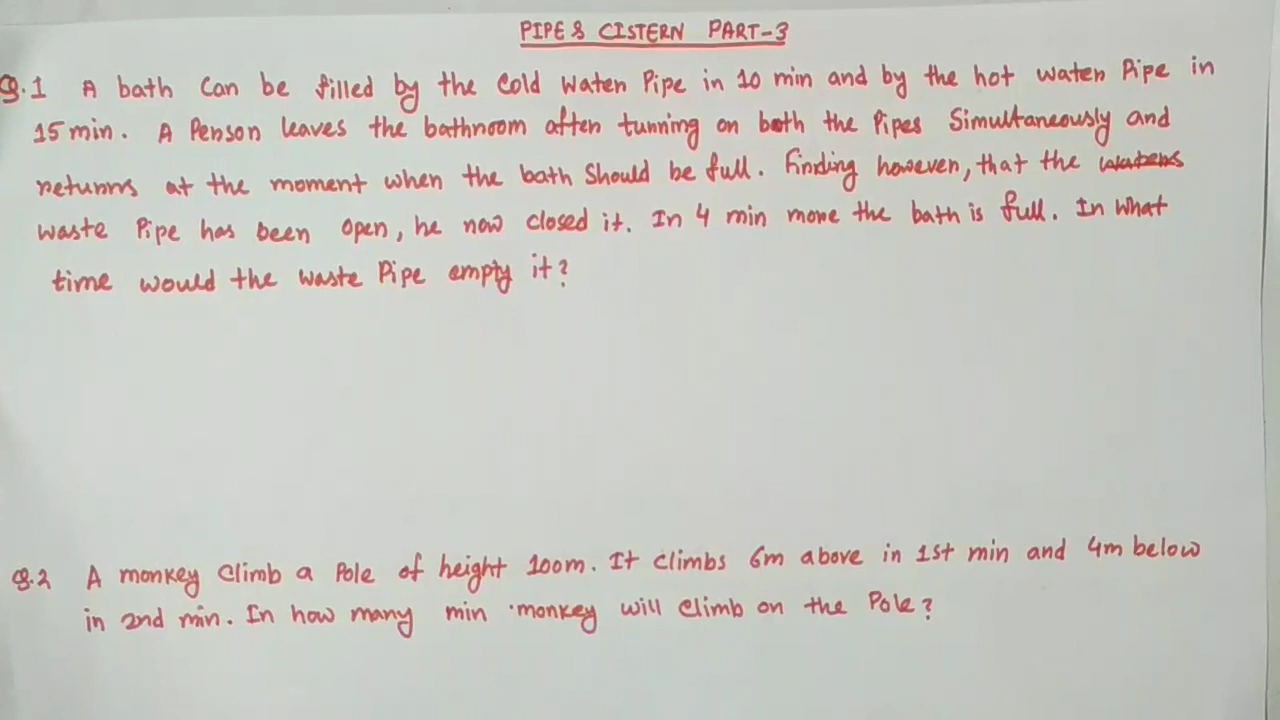 PIPE & CISTERN PART-3
Q.1 A bath can be filled by the cold water Pipe in 10 min and by the hot water Pipe in
15 min. A Person leaves the bathroom after tunning on both the Pipes Simultaneously and
returns at the moment when the bath should be full. Finding however, that the waters
waste Pipe has been open, he now closed it. In 4 min more the bath is full. In what
time would the waste Pipe empty it?
Q.2 A monkey climb a Pole of height 100m. It climbs 6m above in 1st min and 4m below
in 2nd min. In how many min monkey will climb on the Pole?